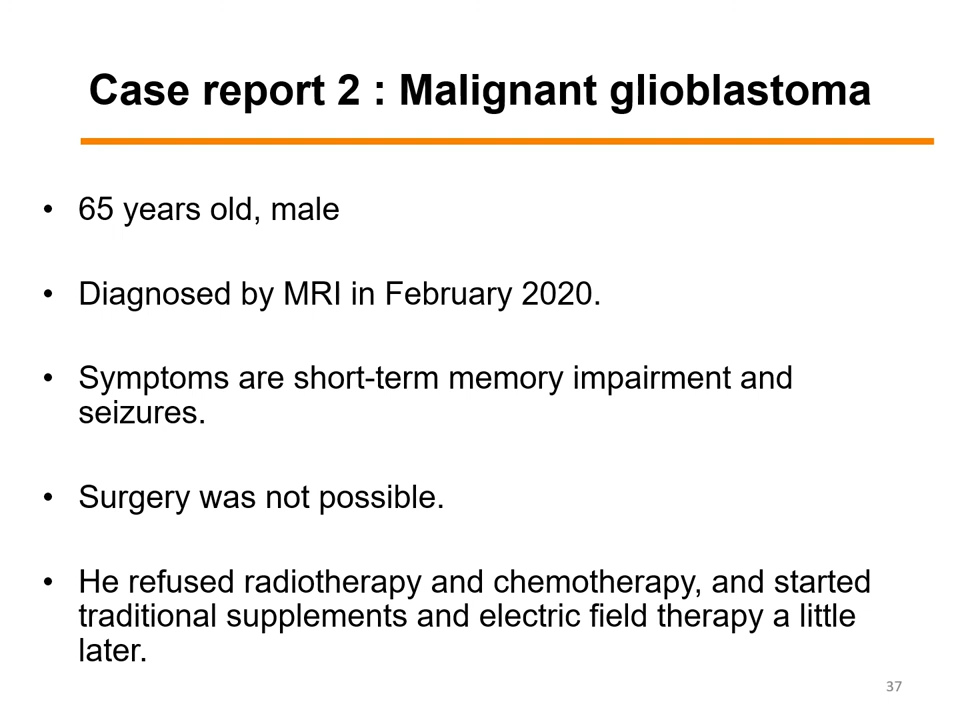 Case report 2 : Malignant glioblastoma
• 65 years old, male
• Diagnosed by MRI in February 2020.
• Symptoms are short-term memory impairment and
seizures.
• Surgery was not possible.
• He refused radiotherapy and chemotherapy, and started
traditional supplements and electric field therapy a little
later.
37